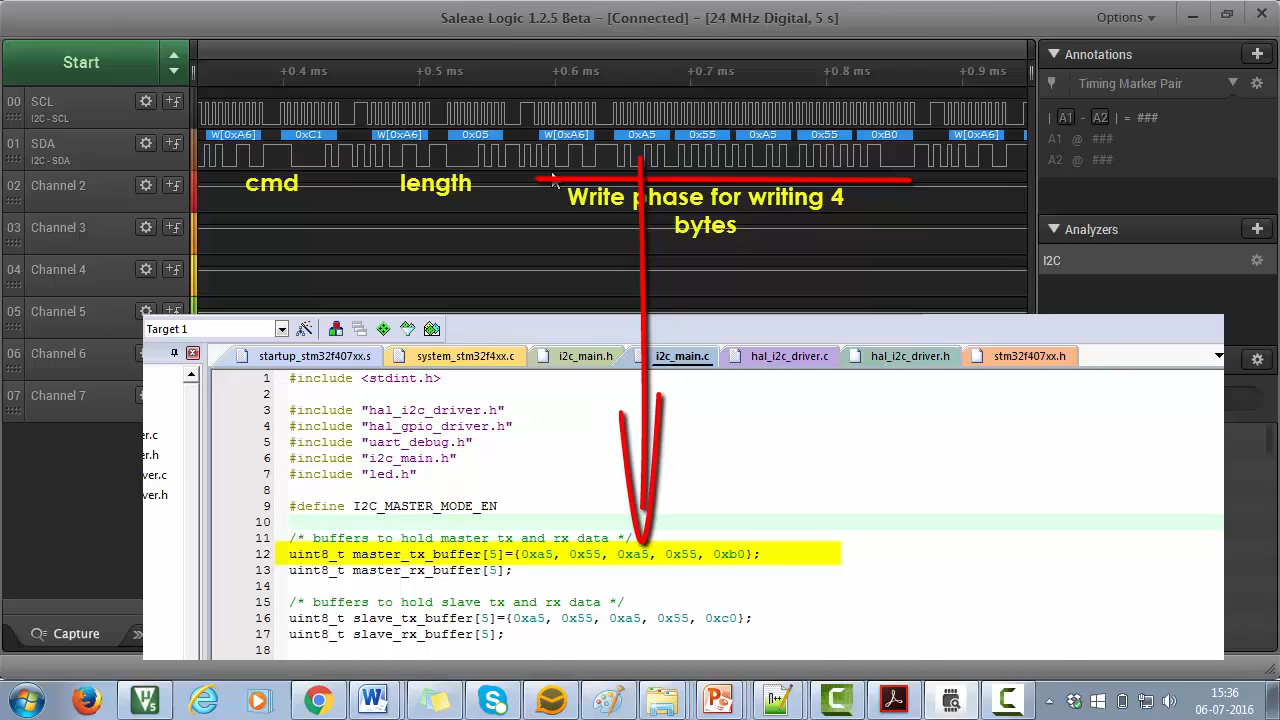 Saleae Logic 1.2.5 Beta - [Connected] - [24 MHz Digital, 5 s]
Options
Start
+0.4 ms +0.5 ms +0.6 ms +0.7 ms +0.8 ms +0.9 ms
Annotations
Timing Marker Pair
| A1 - A2 | = ###
A1 @ ###
A2 @ ###
00 SCL
I2C - SCL
W[0xA6] 0xC1 W[0xA6] 0x05 W[0xA6] 0xA5 0x55 0xA5 0x55 0xB0 W[0xA6]
01 SDA
I2C - SDA
02 Channel 2
cmd length
Write phase for writing 4
bytes
03 Channel 3
Analyzers
I2C
04 Channel 4
05 Channel 5
06 Channel 6
07 Channel 7
Target 1
startup_stm32f407xx.s system_stm32f4xx.c i2c_main.h i2c_main.c hal_i2c_driver.c hal_i2c_driver.h stm32f407xx.h
er.c
er.h
ver.c
ver.h
1 #include <stdint.h>
2
3 #include "hal_i2c_driver.h"
4 #include "hal_gpio_driver.h"
5 #include "uart_debug.h"
6 #include "i2c_main.h"
7 #include "led.h"
8
9 #define I2C_MASTER_MODE_EN
10
11 /* buffers to hold master tx and rx data */
12 uint8_t master_tx_buffer[5]={0xa5, 0x55, 0xa5, 0x55, 0xb0};
13 uint8_t master_rx_buffer[5];
14
15 /* buffers to hold slave tx and rx data */
16 uint8_t slave_tx_buffer[5]={0xa5, 0x55, 0xa5, 0x55, 0xc0};
17 uint8_t slave_rx_buffer[5];
18
Capture
15:36
06-07-2016